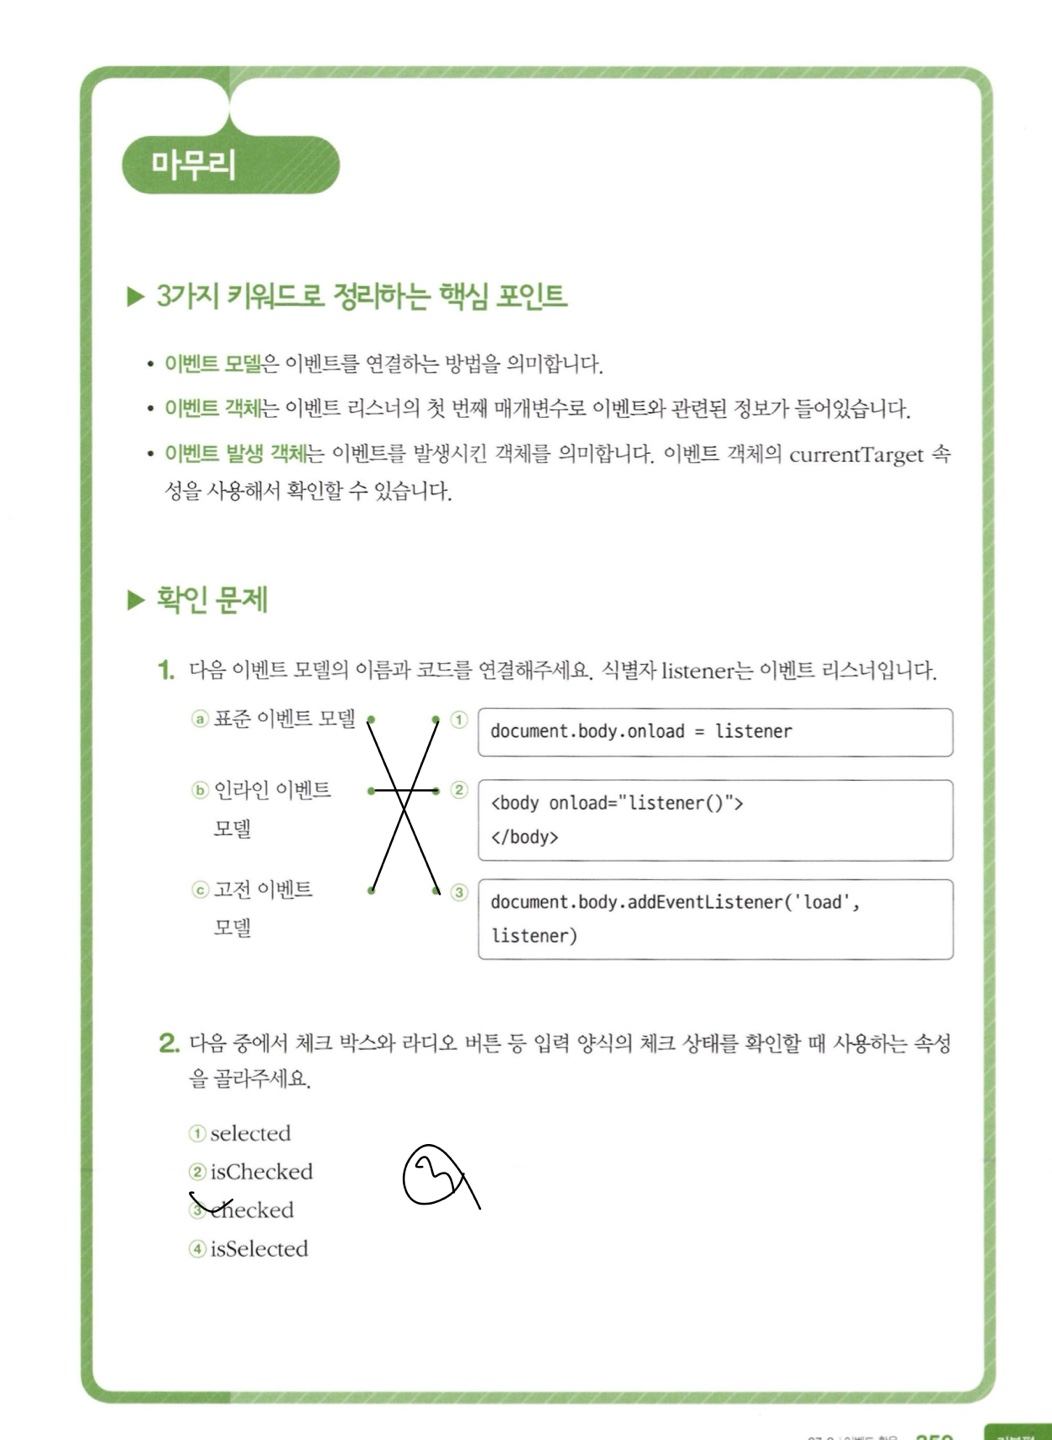 마무리
▶ 3가지 키워드로 정리하는 핵심 포인트
• 이벤트 모델은 이벤트를 연결하는 방법을 의미합니다.
• 이벤트 객체는 이벤트 리스너의 첫 번째 매개변수로 이벤트와 관련된 정보가 들어있습니다.
• 이벤트 발생 객체는 이벤트를 발생시킨 객체를 의미합니다. 이벤트 객체의 currentTarget 속
성을 사용해서 확인할 수 있습니다.
▶ 확인 문제
1. 다음 이벤트 모델의 이름과 코드를 연결해주세요. 식별자 listener는 이벤트 리스너입니다.
ⓐ 표준 이벤트 모델
① document.body.onload = listener
ⓑ 인라인 이벤트
모델
② <body onload="listener()">
</body>
ⓒ 고전 이벤트
모델
③ document.body.addEventListener('load',
listener)
2. 다음 중에서 체크 박스와 라디오 버튼 등 입력 양식의 체크 상태를 확인할 때 사용하는 속성
을 골라주세요.
① selected
② isChecked
③ checked
④ isSelected
③